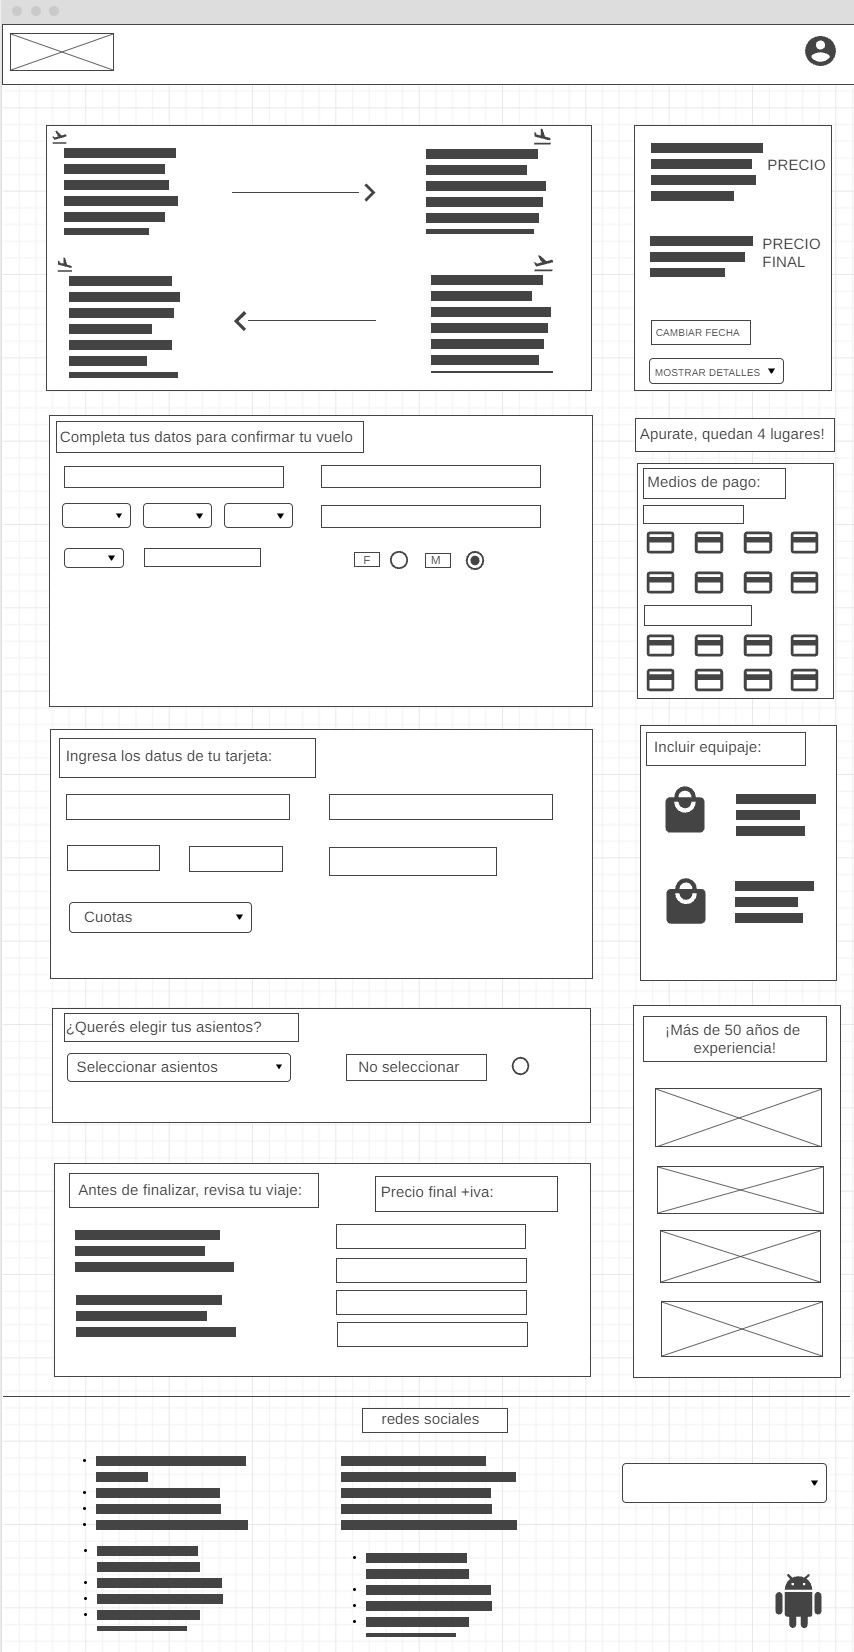 PRECIO
PRECIO
FINAL
CAMBIAR FECHA
MOSTRAR DETALLES
Completa tus datos para confirmar tu vuelo
F
M
Apurate, quedan 4 lugares!
Medios de pago:
Ingresa los datus de tu tarjeta:
Cuotas
Incluir equipaje:
¿Querés elegir tus asientos?
Seleccionar asientos
No seleccionar
¡Más de 50 años de
experiencia!
Antes de finalizar, revisa tu viaje:
Precio final +iva:
redes sociales